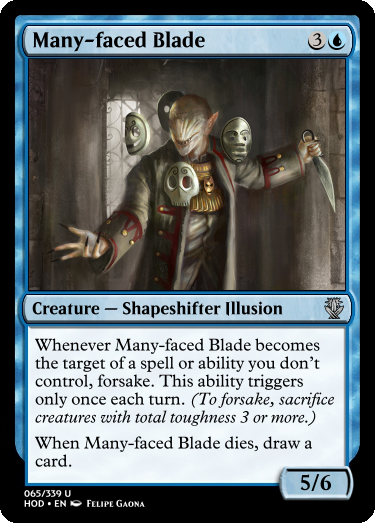 Many-faced Blade 3
Creature — Shapeshifter Illusion
Whenever Many-faced Blade becomes
the target of a spell or ability you don't
control, forsake. This ability triggers
only once each turn. (To forsake, sacrifice
creatures with total toughness 3 or more.)
When Many-faced Blade dies, draw a
card.
5/6
065/339 U
HOD • EN Felipe Gaona